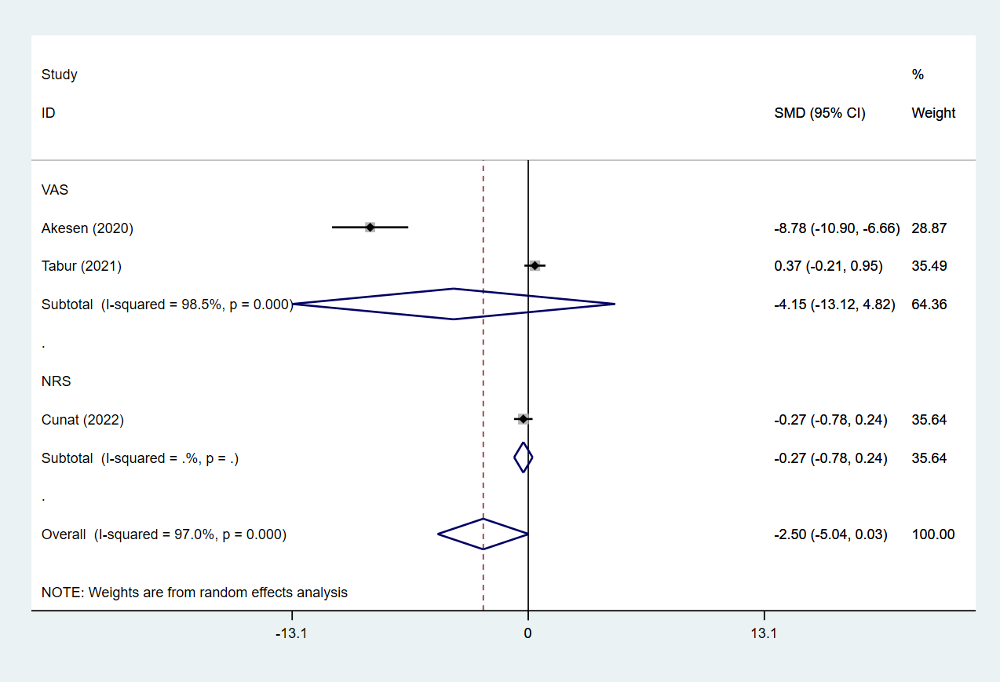 Study %
ID SMD (95% CI) Weight
VAS
Akesen (2020) -8.78 (-10.90, -6.66) 28.87
Tabur (2021) 0.37 (-0.21, 0.95) 35.49
Subtotal (I-squared = 98.5%, p = 0.000) -4.15 (-13.12, 4.82) 64.36
.
NRS
Cunat (2022) -0.27 (-0.78, 0.24) 35.64
Subtotal (I-squared = .%, p = .) -0.27 (-0.78, 0.24) 35.64
.
Overall (I-squared = 97.0%, p = 0.000) -2.50 (-5.04, 0.03) 100.00
NOTE: Weights are from random effects analysis
-13.1 0 13.1